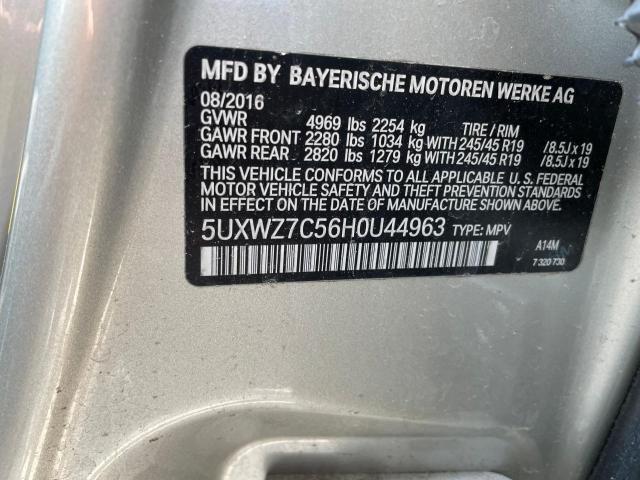 MFD BY BAYERISCHE MOTOREN WERKE AG
08/2016
GVWR 4969 lbs 2254 kg TIRE / RIM
GAWR FRONT 2280 lbs 1034 kg WITH 245/45 R19 /8.5J x 19
GAWR REAR 2820 lbs 1279 kg WITH 245/45 R19 /8.5J x 19
THIS VEHICLE CONFORMS TO ALL APPLICABLE U. S. FEDERAL
MOTOR VEHICLE SAFETY AND THEFT PREVENTION STANDARDS
IN EFFECT ON THE DATE OF MANUFACTURE SHOWN ABOVE.
5UXWZ7C56H0U44963 TYPE: MPV
A14M
7 320 730